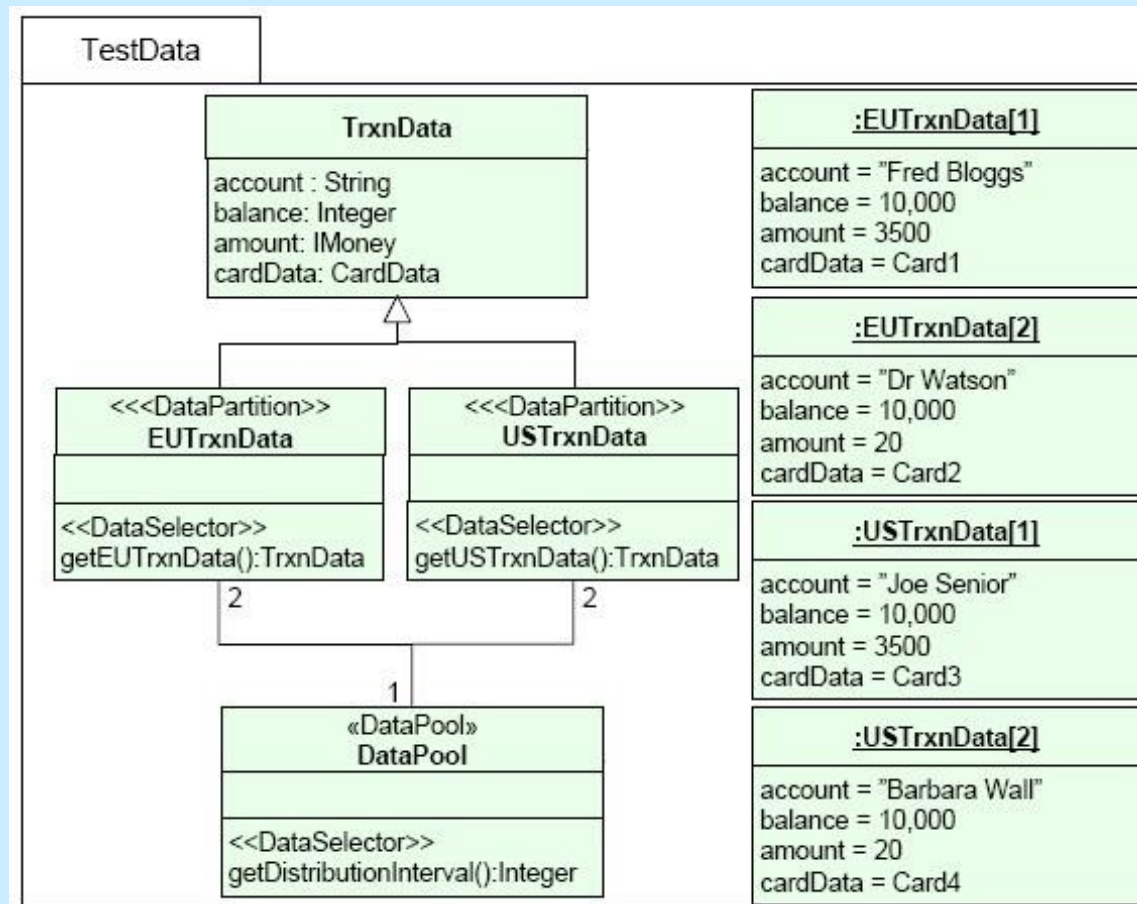 TestData
TrxnData
account : String
balance: Integer
amount: IMoney
cardData: CardData
<<<DataPartition>>
EUTrxnData
<<DataSelector>>
getEUTrxnData():TrxnData
2
<<<DataPartition>>
USTrxnData
<<DataSelector>>
getUSTrxnData():TrxnData
2
1
«DataPool»
DataPool
<<DataSelector>>
getDistributionInterval():Integer
:EUTrxnData[1]
account = "Fred Bloggs”
balance = 10,000
amount = 3500
cardData = Card1
:EUTrxnData[2]
account = "Dr Watson”
balance = 10,000
amount = 20
cardData = Card2
:USTrxnData[1]
account = "Joe Senior”
balance = 10,000
amount = 3500
cardData = Card3
:USTrxnData[2]
account = "Barbara Wall”
balance = 10,000
amount = 20
cardData = Card4